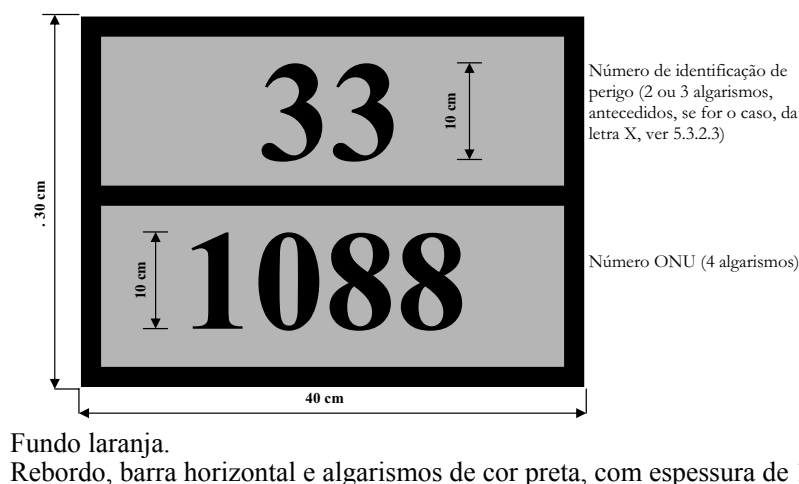 33
10 cm
Número de identificação de
perigo (2 ou 3 algarismos,
antecedidos, se for o caso, da
letra X, ver 5.3.2.3)
. 30 cm
1088
10 cm
Número ONU (4 algarismos)
40 cm
Fundo laranja.
Rebordo, barra horizontal e algarismos de cor preta, com espessura de